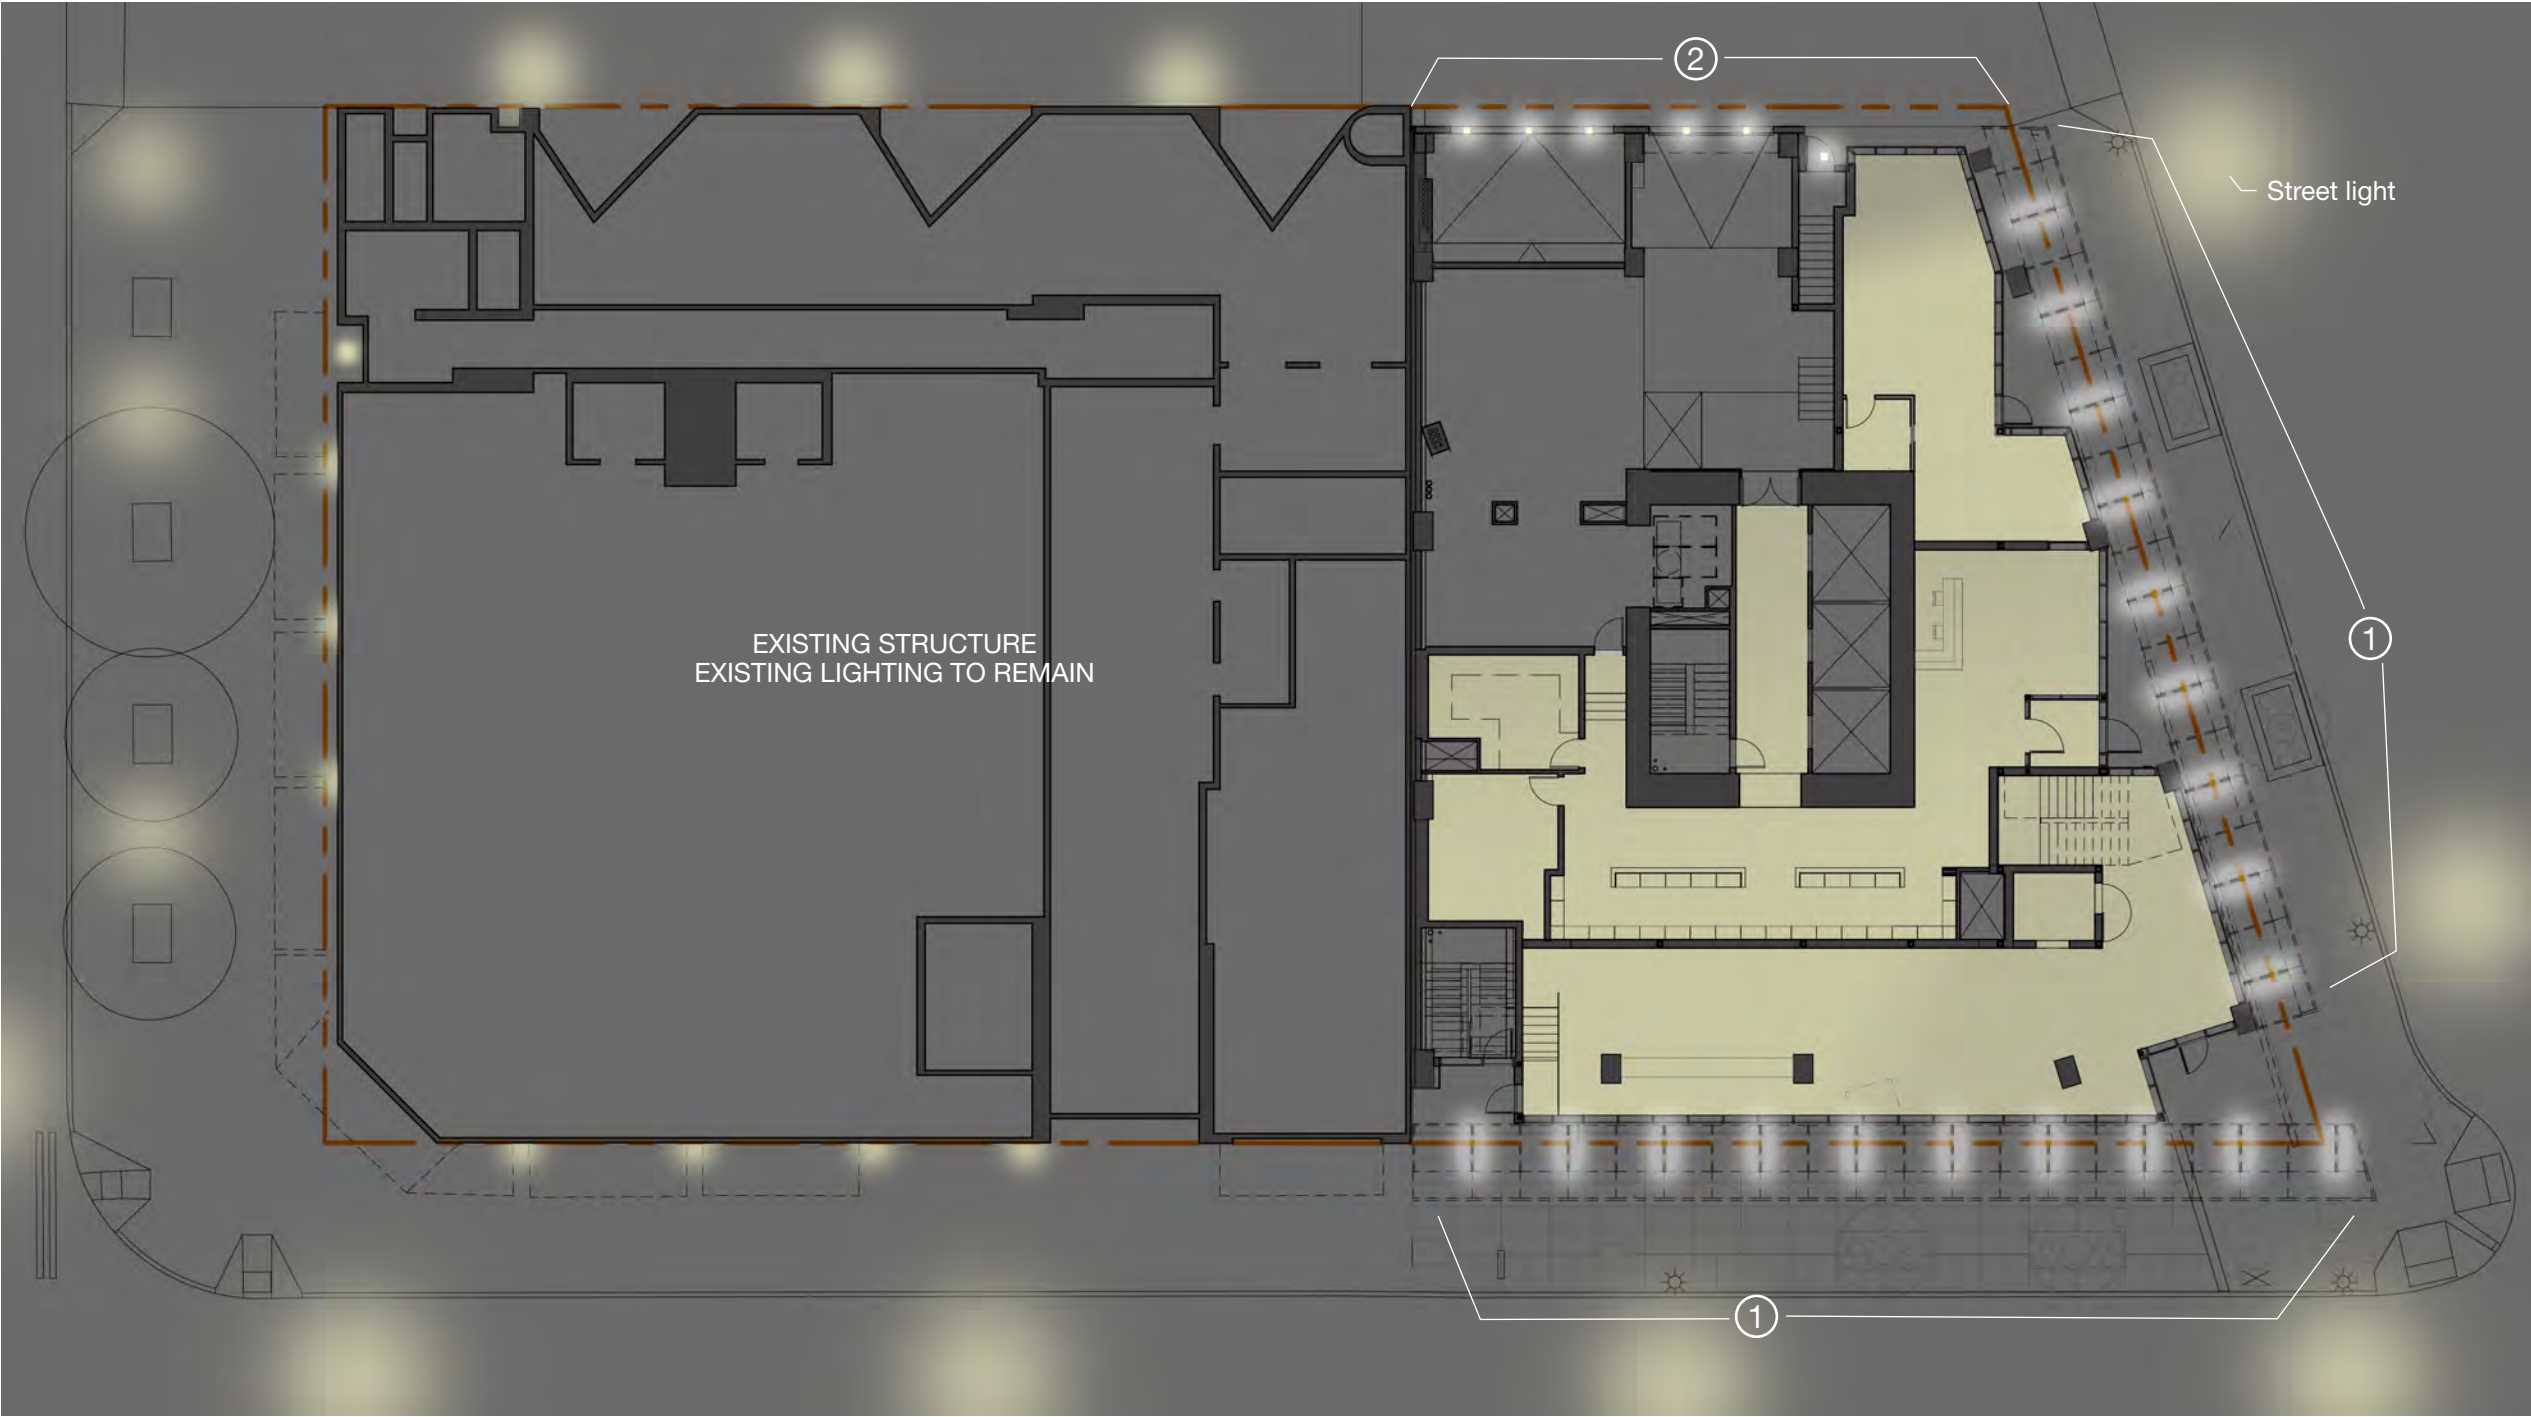 2
Street light
EXISTING STRUCTURE
EXISTING LIGHTING TO REMAIN
1
1